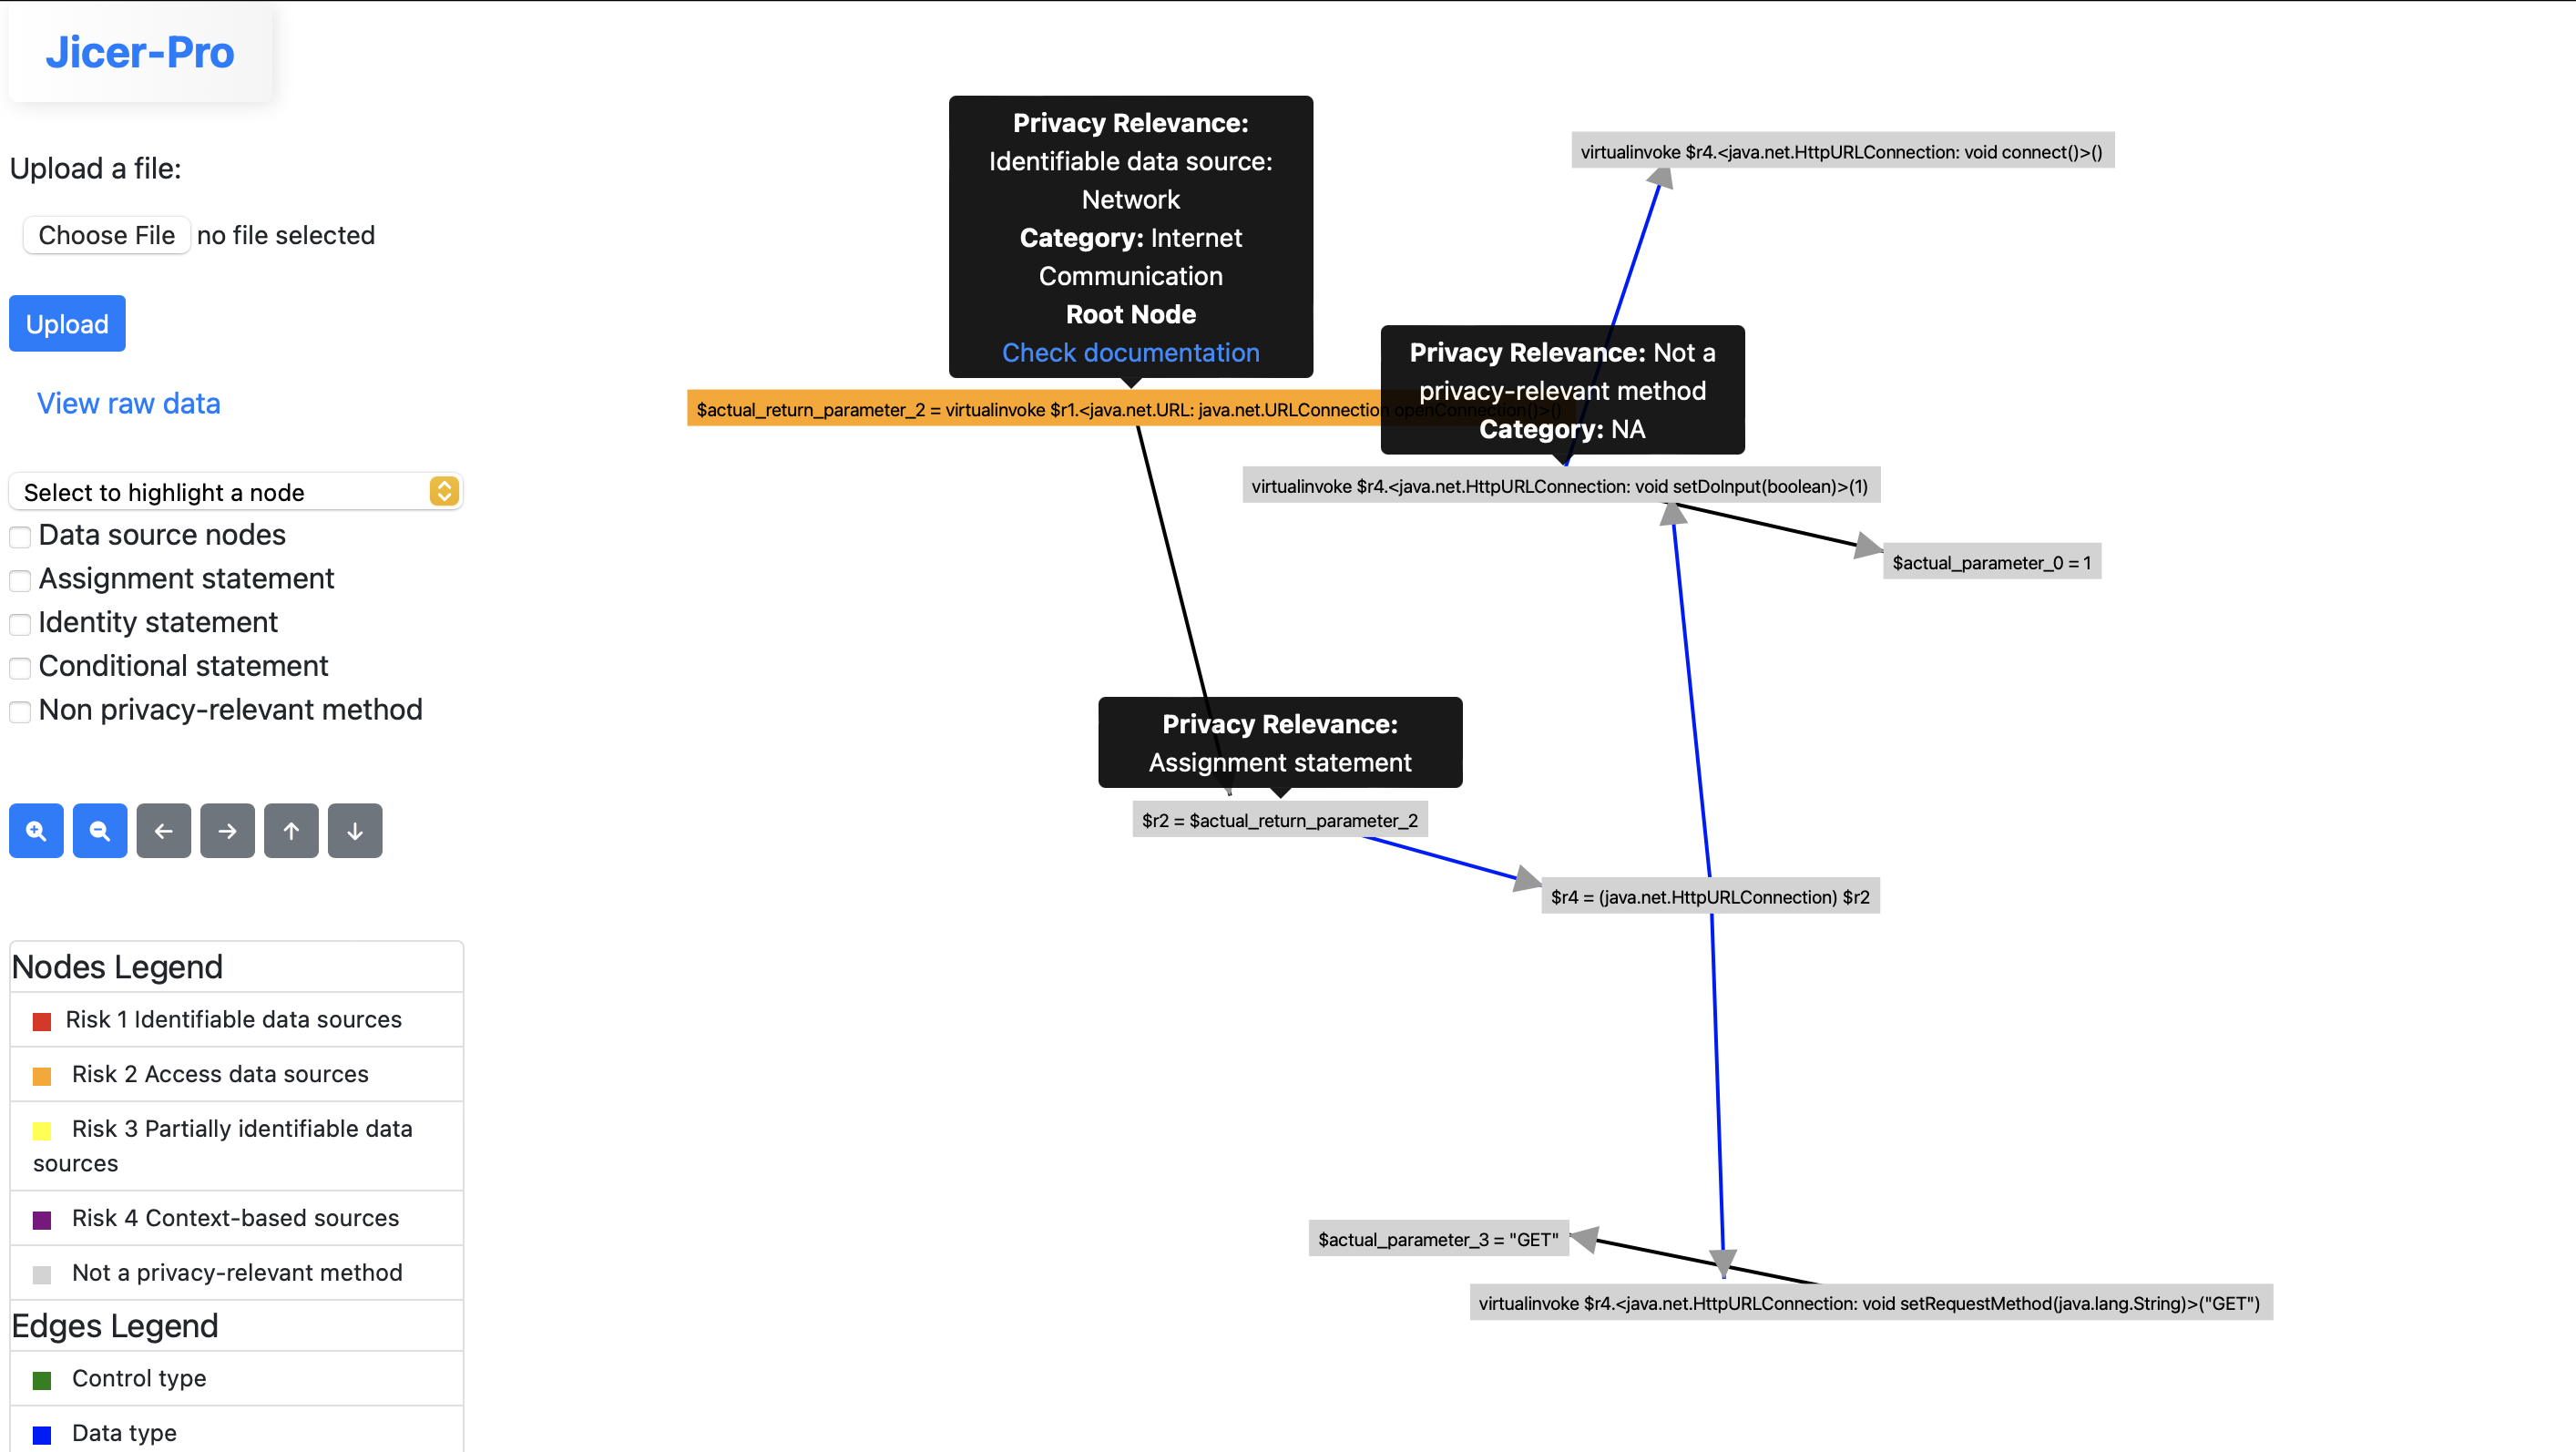 Jicer-Pro
Upload a file:
Choose File no file selected
Upload
View raw data
Select to highlight a node
Data source nodes
Assignment statement
Identity statement
Conditional statement
Non privacy-relevant method
Nodes Legend
Risk 1 Identifiable data sources
Risk 2 Access data sources
Risk 3 Partially identifiable data
sources
Risk 4 Context-based sources
Not a privacy-relevant method
Edges Legend
Control type
Data type
Privacy Relevance:
Identifiable data source:
Network
Category: Internet
Communication
Root Node
Check documentation
$actual_return_parameter_2 = virtualinvoke $r1.<java.net.URL: java.net.URLConnection openConnection()>()
virtualinvoke $r4.<java.net.HttpURLConnection: void connect()>()
Privacy Relevance: Not a
privacy-relevant method
Category: NA
virtualinvoke $r4.<java.net.HttpURLConnection: void setDoInput(boolean)>(1)
$actual_parameter_0 = 1
Privacy Relevance:
Assignment statement
$r2 = $actual_return_parameter_2
$r4 = (java.net.HttpURLConnection) $r2
$actual_parameter_3 = "GET"
virtualinvoke $r4.<java.net.HttpURLConnection: void setRequestMethod(java.lang.String)>("GET")